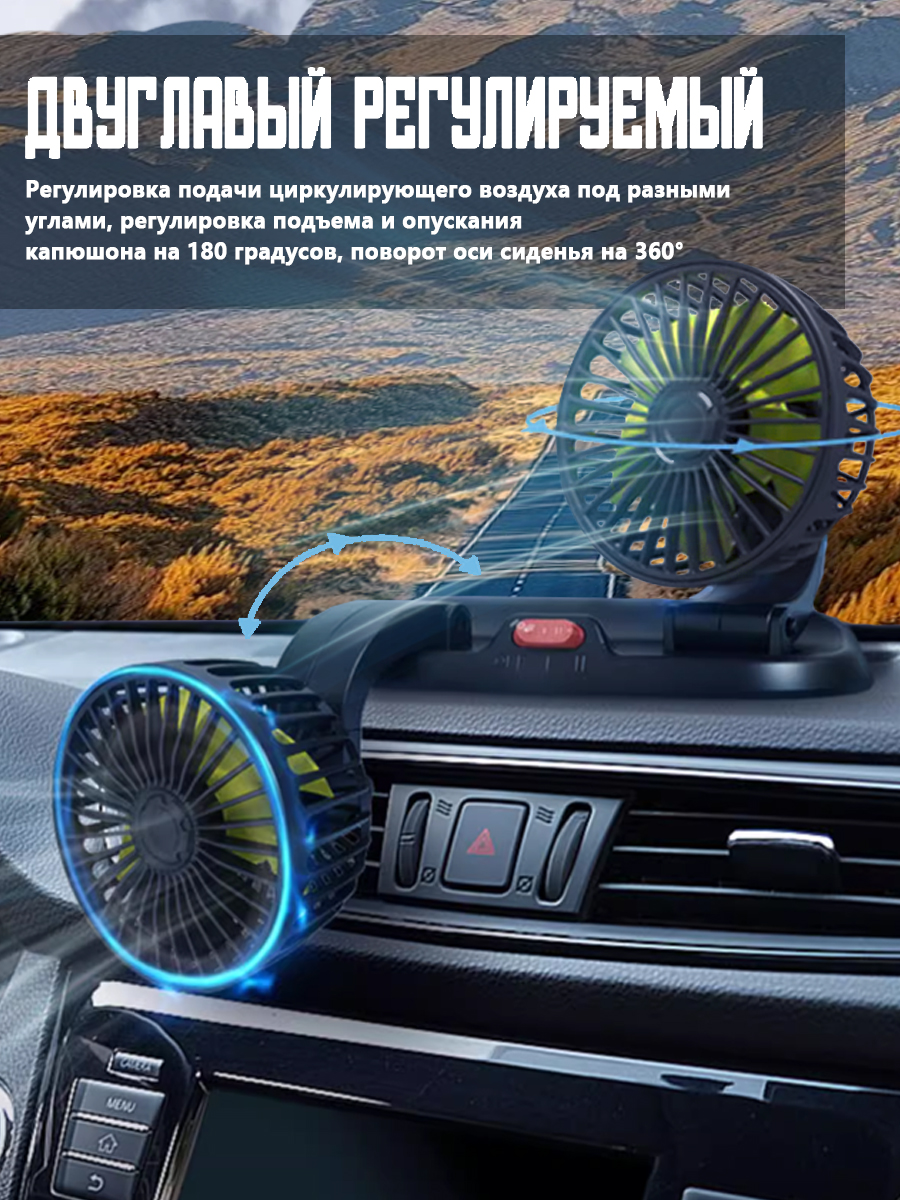 ДВУГЛАВЫЙ РЕГУЛИРУЕМЫЙ
Регулировка подачи циркулирующего воздуха под разными
углами, регулировка подъема и опускания
капюшона на 180 градусов, поворот оси сиденья на 360°
CAMERA
MENU